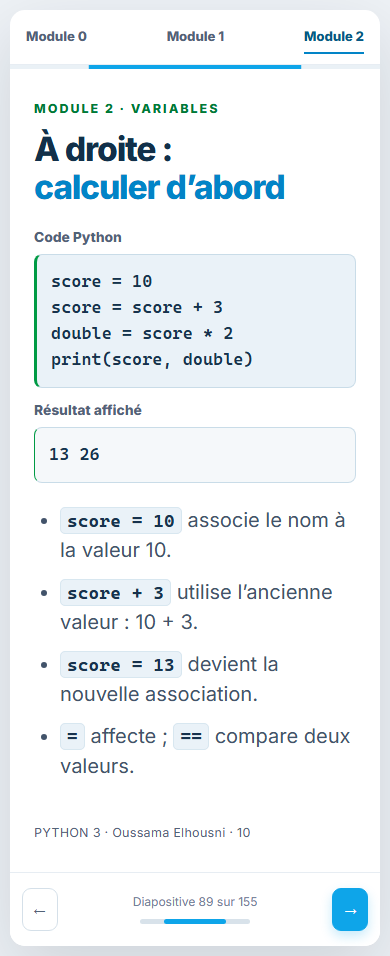 Module 0
Module 1
Module 2
MODULE 2 · VARIABLES
À droite :
calculer d’abord
Code Python
score = 10
score = score + 3
double = score * 2
print(score, double)
Résultat affiché
13 26
• score = 10 associe le nom à
la valeur 10.
• score + 3 utilise l’ancienne
valeur : 10 + 3.
• score = 13 devient la
nouvelle association.
• = affecte ; == compare deux
valeurs.
PYTHON 3 · Oussama Elhousni · 10
← Diapositive 89 sur 155 →